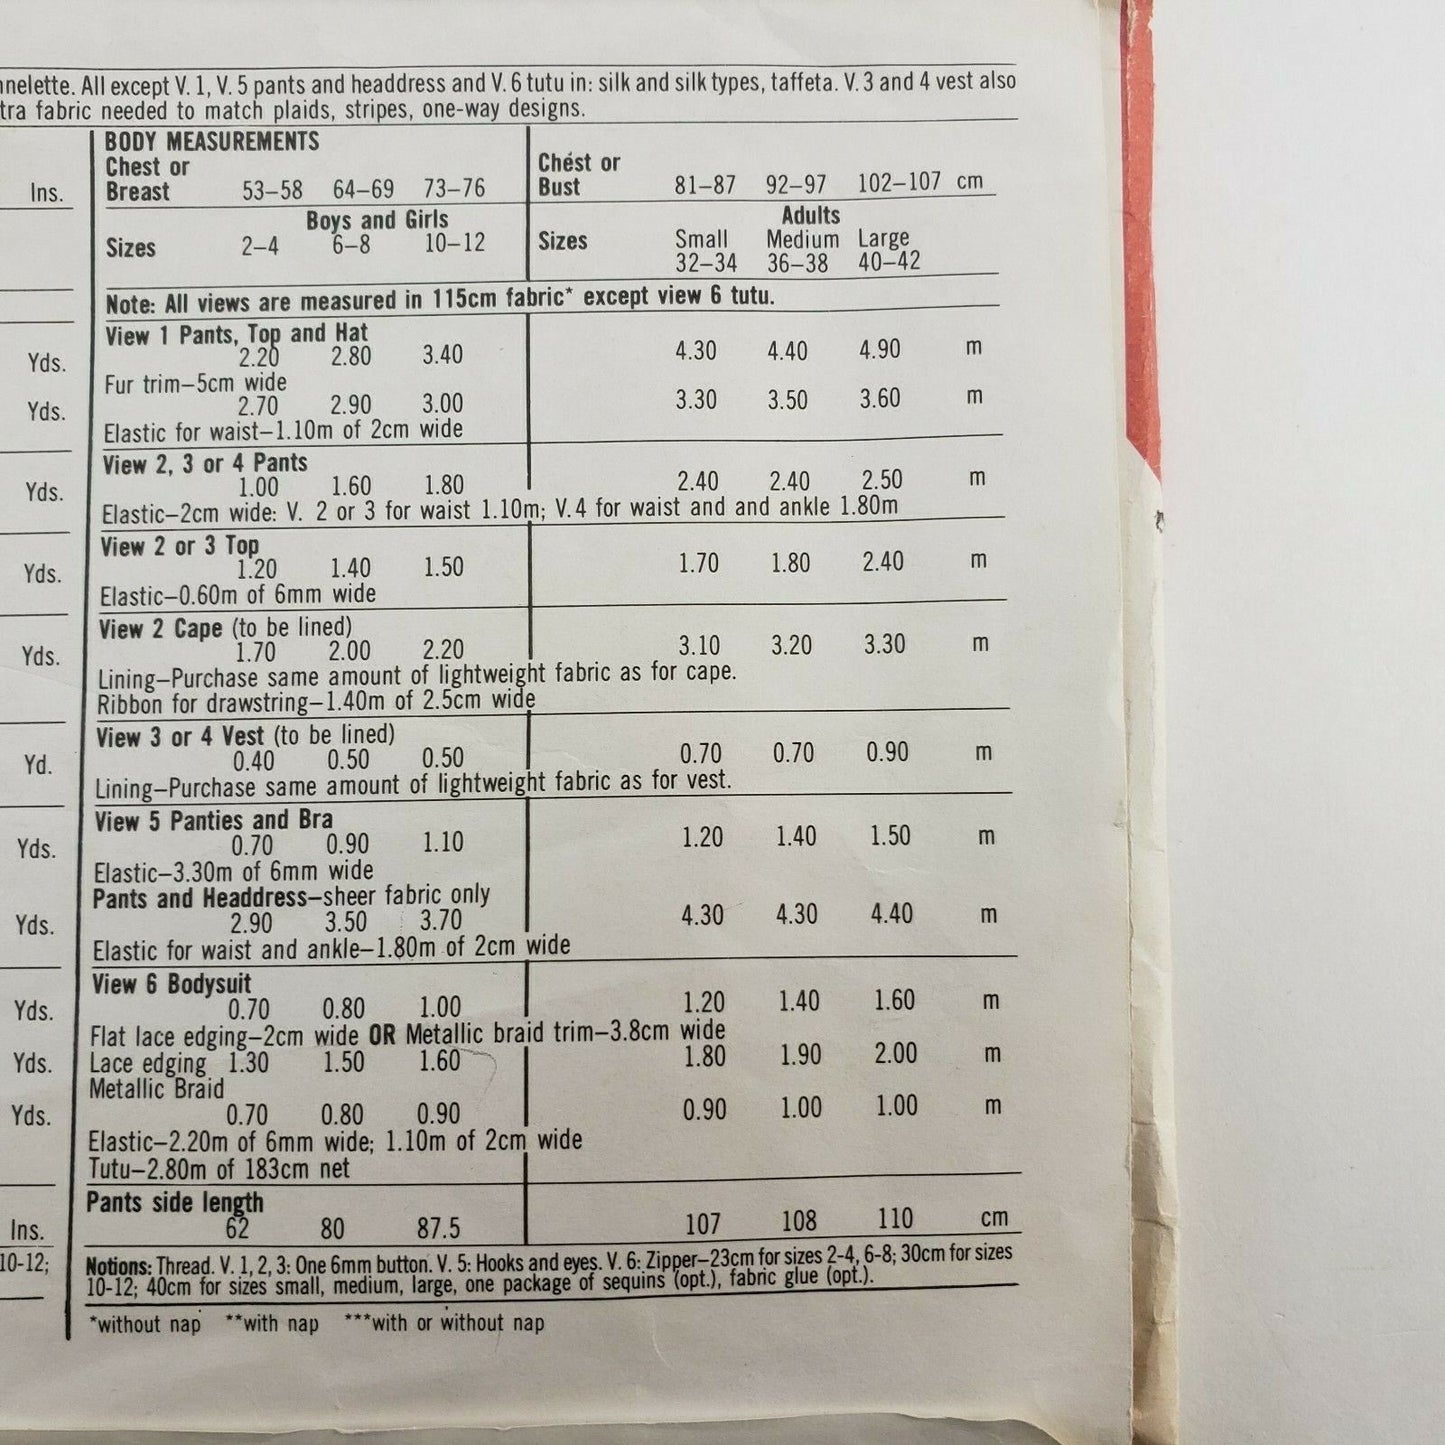 nnelette. All except V. 1, V. 5 pants and headdress and V. 6 tutu in: silk and silk types, taffeta. V. 3 and 4 vest also
tra fabric needed to match plaids, stripes, one-way designs.
BODY MEASUREMENTS
Chest or Chest or
Ins. Breast 53–58 64–69 73–76 Bust 81–87 92–97 102–107 cm
Boys and Girls Adults
Sizes 2–4 6–8 10–12 Sizes Small Medium Large
32–34 36–38 40–42
Note: All views are measured in 115cm fabric* except view 6 tutu.
View 1 Pants, Top and Hat
Yds. 2.20 2.80 3.40 4.30 4.40 4.90 m
Fur trim–5cm wide
Yds. 2.70 2.90 3.00 3.30 3.50 3.60 m
Elastic for waist–1.10m of 2cm wide
View 2, 3 or 4 Pants
Yds. 1.00 1.60 1.80 2.40 2.40 2.50 m
Elastic–2cm wide: V. 2 or 3 for waist 1.10m; V.4 for waist and and ankle 1.80m
View 2 or 3 Top
Yds. 1.20 1.40 1.50 1.70 1.80 2.40 m
Elastic–0.60m of 6mm wide
View 2 Cape (to be lined)
Yds. 1.70 2.00 2.20 3.10 3.20 3.30 m
Lining–Purchase same amount of lightweight fabric as for cape.
Ribbon for drawstring–1.40m of 2.5cm wide
View 3 or 4 Vest (to be lined)
Yd. 0.40 0.50 0.50 0.70 0.70 0.90 m
Lining–Purchase same amount of lightweight fabric as for vest.
View 5 Panties and Bra
Yds. 0.70 0.90 1.10 1.20 1.40 1.50 m
Elastic–3.30m of 6mm wide
Pants and Headdress–sheer fabric only
Yds. 2.90 3.50 3.70 4.30 4.30 4.40 m
Elastic for waist and ankle–1.80m of 2cm wide
View 6 Bodysuit
Yds. 0.70 0.80 1.00 1.20 1.40 1.60 m
Flat lace edging–2cm wide OR Metallic braid trim–3.8cm wide
Yds. Lace edging 1.30 1.50 1.60 1.80 1.90 2.00 m
Metallic Braid
Yds. 0.70 0.80 0.90 0.90 1.00 1.00 m
Elastic–2.20m of 6mm wide; 1.10m of 2cm wide
Tutu–2.80m of 183cm net
Pants side length
Ins. 62 80 87.5 107 108 110 cm
10-12; Notions: Thread. V. 1, 2, 3: One 6mm button. V. 5: Hooks and eyes. V. 6: Zipper–23cm for sizes 2-4, 6-8; 30cm for sizes
10-12; 40cm for sizes small, medium, large, one package of sequins (opt.), fabric glue (opt.).
*without nap **with nap ***with or without nap